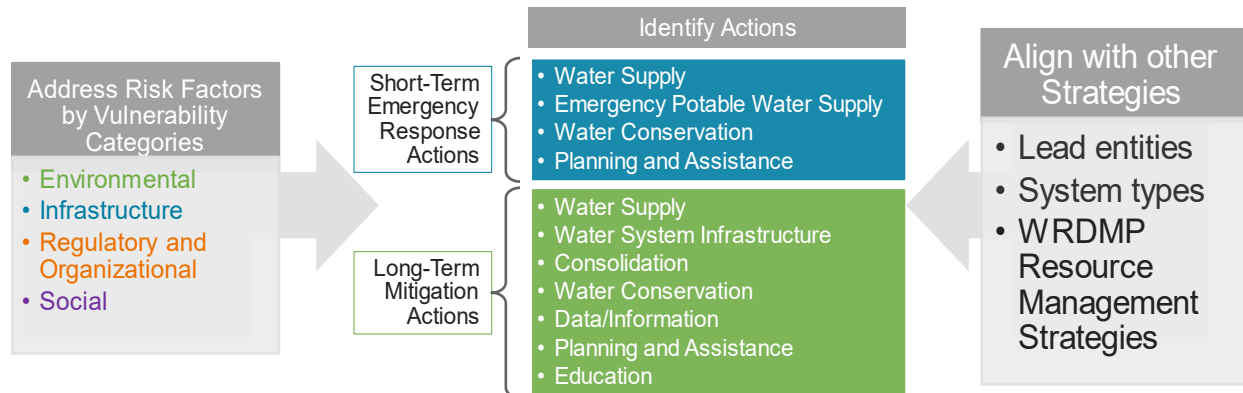 Address Risk Factors
by Vulnerability
Categories
• Environmental
• Infrastructure
• Regulatory and
Organizational
• Social
Identify Actions
Short-Term
Emergency
Response
Actions
• Water Supply
• Emergency Potable Water Supply
• Water Conservation
• Planning and Assistance
Long-Term
Mitigation
Actions
• Water Supply
• Water System Infrastructure
• Consolidation
• Water Conservation
• Data/Information
• Planning and Assistance
• Education
Align with other
Strategies
• Lead entities
• System types
• WRDMP
Resource
Management
Strategies